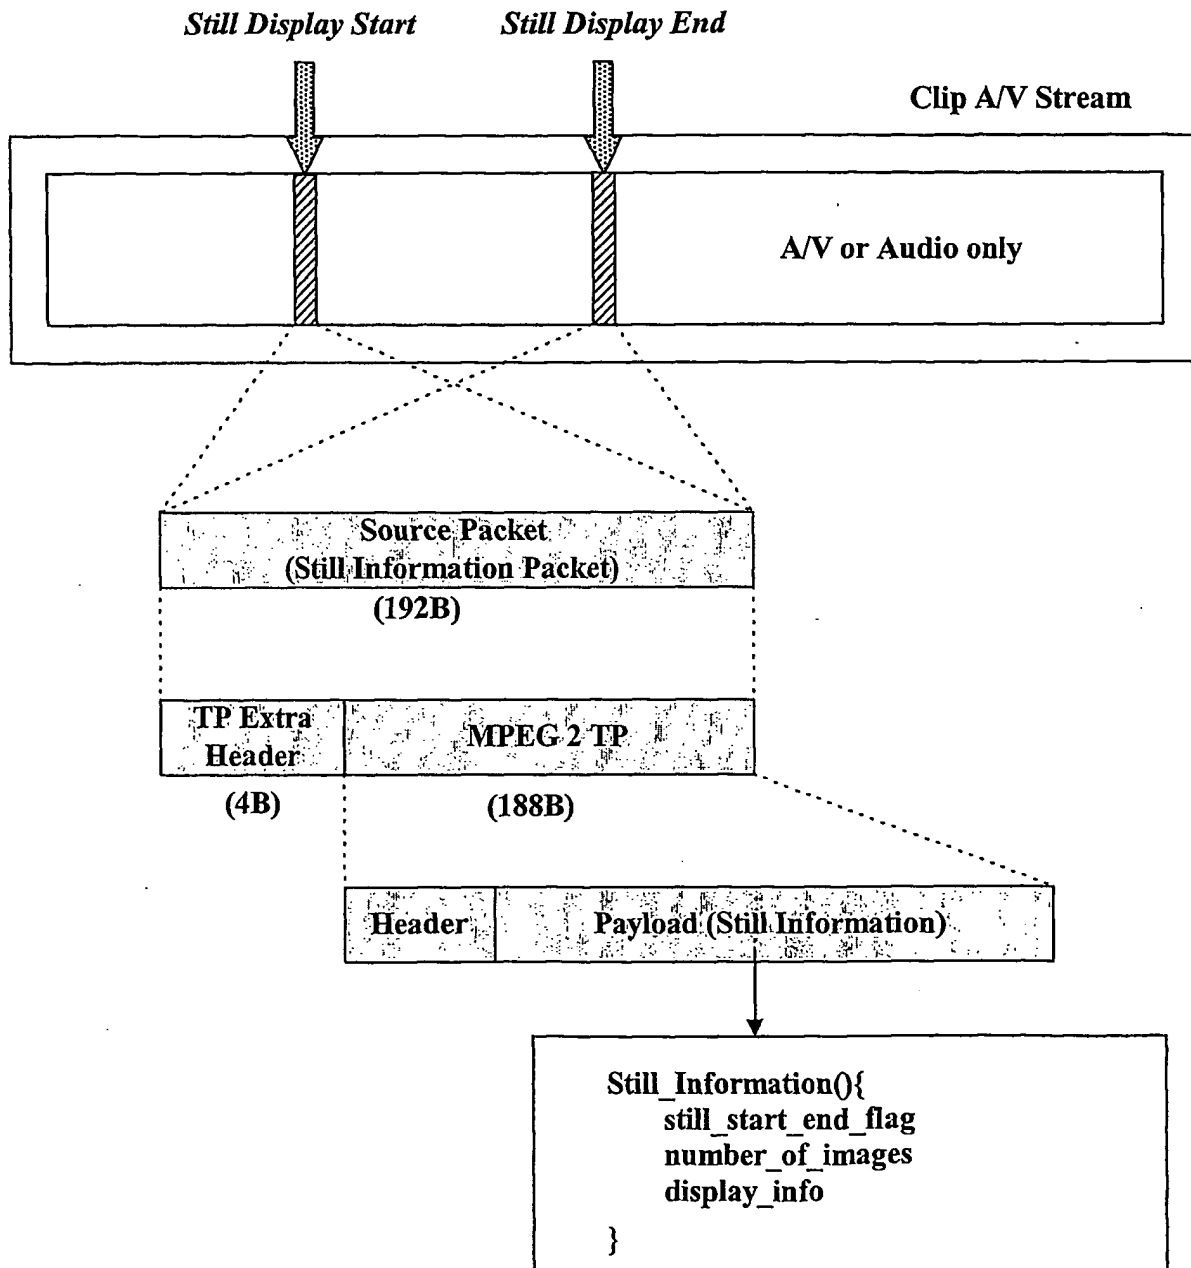 Still Display Start
Still Display End
Clip A/V Stream
A/V or Audio only
Source Packet
(Still Information Packet)
(192B)
TP Extra
Header
MPEG 2 TP
(4B)
(188B)
Header
Payload (Still Information)
Still_Information(){
still_start_end_flag
number_of_images
display_info
}